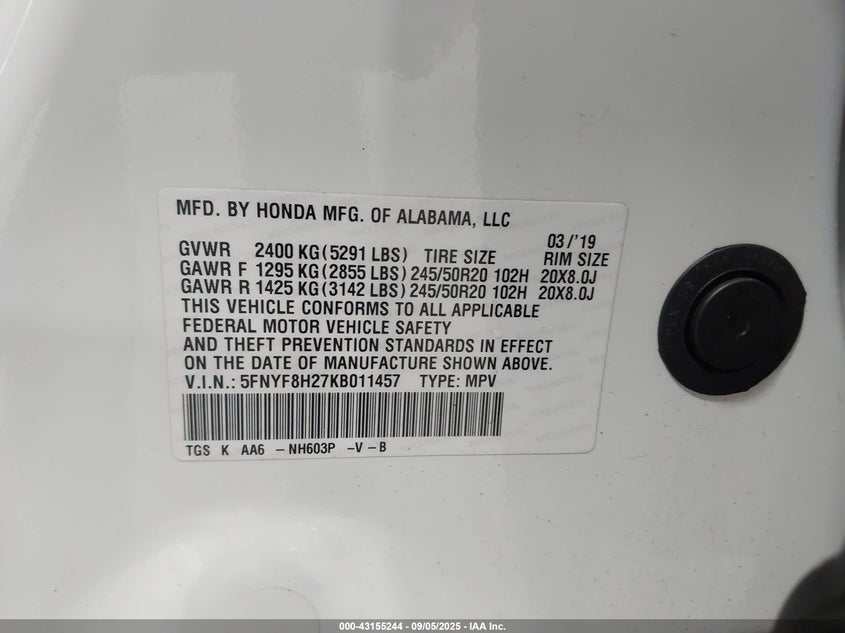 MFD. BY HONDA MFG. OF ALABAMA, LLC
03/'19
GVWR 2400 KG(5291 LBS) TIRE SIZE RIM SIZE
GAWR F 1295 KG(2855 LBS) 245/50R20 102H 20X8.0J
GAWR R 1425 KG(3142 LBS) 245/50R20 102H 20X8.0J
THIS VEHICLE CONFORMS TO ALL APPLICABLE
FEDERAL MOTOR VEHICLE SAFETY
AND THEFT PREVENTION STANDARDS IN EFFECT
ON THE DATE OF MANUFACTURE SHOWN ABOVE.
V.I.N.: 5FNYF8H27KB011457 TYPE: MPV
TGS K AA6 -NH603P -V-B
000-43155244 - 09/05/2025 - IAA Inc.